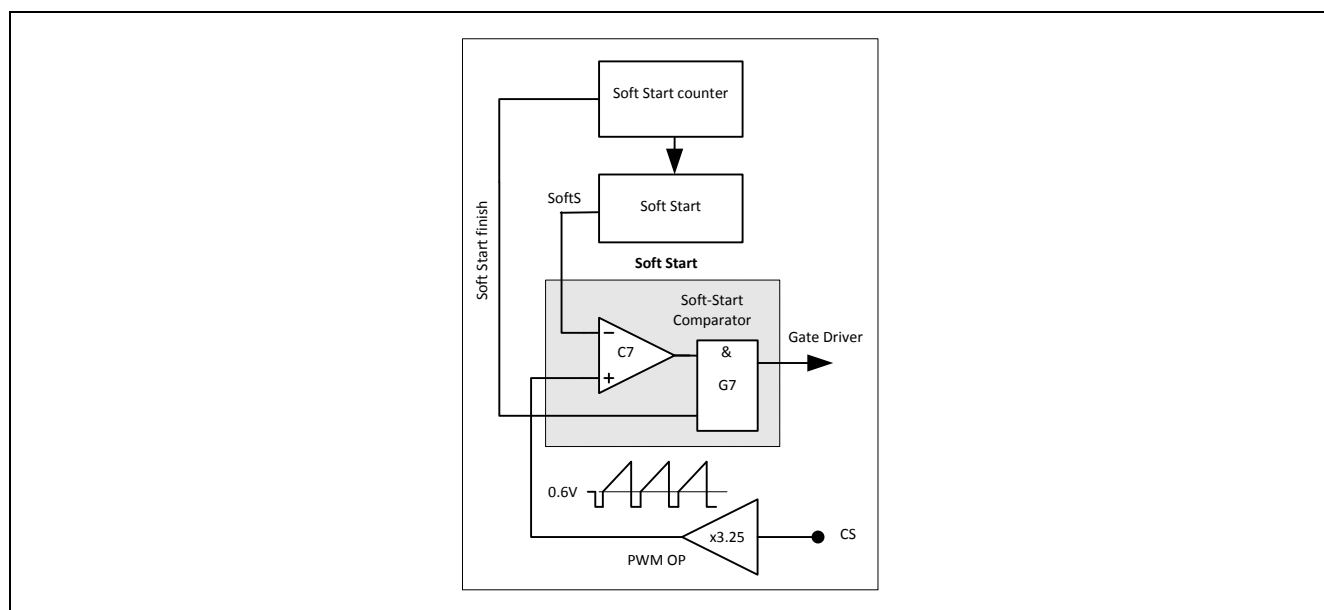 Soft Start counter
SoftS
Soft Start
Soft Start finish
Soft Start
Soft-Start
Comparator
Gate Driver
−
C7
+
&
G7
0.6V
x3.25
CS
PWM OP